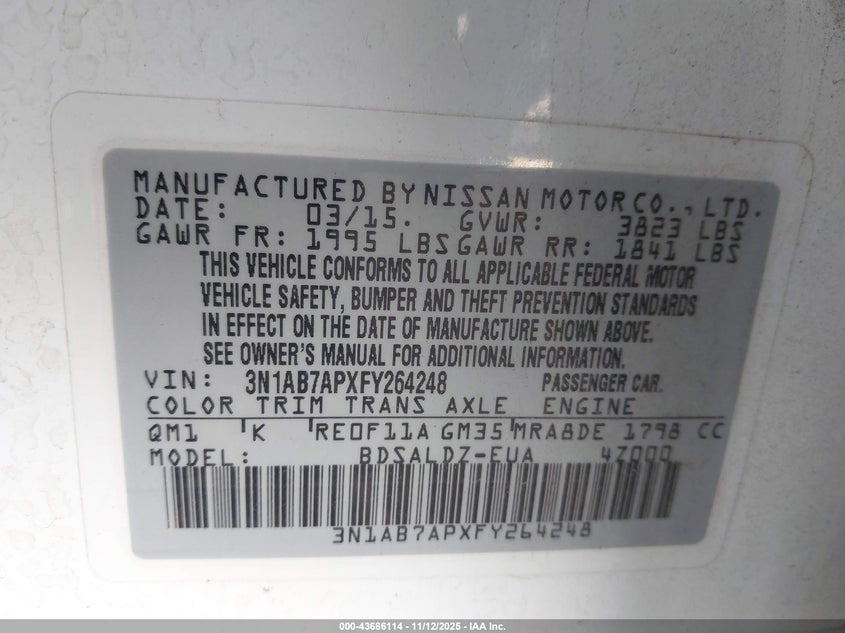 MANUFACTURED BY NISSAN MOTOR CO., LTD.
DATE: 03/15. GVWR: 3823 LBS
GAWR FR: 1995 LBS GAWR RR: 1841 LBS
THIS VEHICLE CONFORMS TO ALL APPLICABLE FEDERAL MOTOR
VEHICLE SAFETY, BUMPER AND THEFT PREVENTION STANDARDS
IN EFFECT ON THE DATE OF MANUFACTURE SHOWN ABOVE.
SEE OWNER'S MANUAL FOR ADDITIONAL INFORMATION.
VIN: 3N1AB7APXFY264248 PASSENGER CAR.
COLOR TRIM TRANS AXLE ENGINE
QM1 'K 'RE0F11A GM35'MRA8DE 1798 CC
MODEL: BDSALDZ-EUA 4Z000
3N1AB7APXFY264248
000-43686114 - 11/12/2025 - IAA Inc.